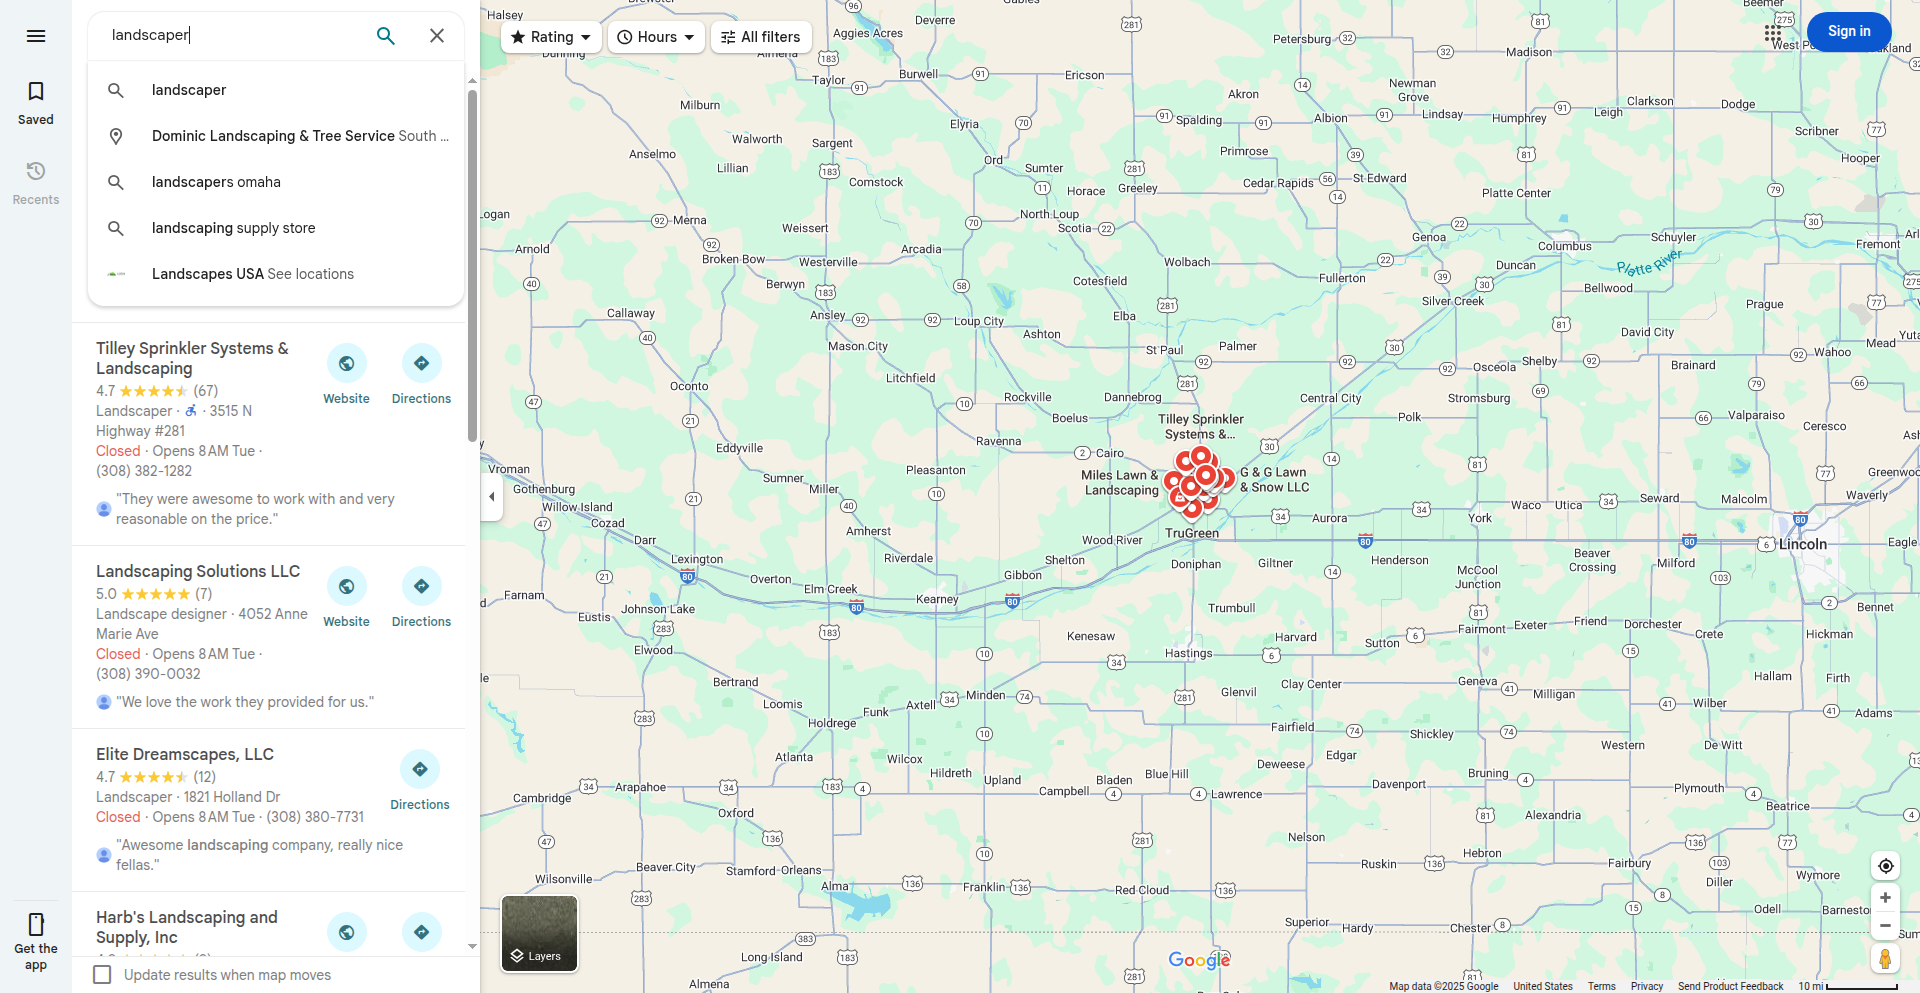 landscaper
Saved
Recents
landscaper
Dominic Landscaping & Tree Service South ...
landscapers omaha
landscaping supply store
Landscapes USA See locations
Tilley Sprinkler Systems &
Landscaping
4.7 (67)
Landscaper · · 3515 N
Highway #281
Closed · Opens 8 AM Tue ·
(308) 382-1282
"They were awesome to work with and very
reasonable on the price."
Website
Directions
Landscaping Solutions LLC
5.0 (7)
Landscape designer · 4052 Anne
Marie Ave
Closed · Opens 8 AM Tue ·
(308) 390-0032
"We love the work they provided for us."
Website
Directions
Elite Dreamscapes, LLC
4.7 (12)
Landscaper · 1821 Holland Dr
Closed · Opens 8 AM Tue · (308) 380-7731
"Awesome landscaping company, really nice
fellas."
Directions
Harb's Landscaping and
Supply, Inc
Get the
app
Update results when map moves
Rating
Hours
All filters
Sign in
Halsey
Deverre
Aggies Acres
Petersburg
Madison
Taylor
Burwell
Ericson
Newman
Grove
Milburn
Akron
Clarkson
Dodge
Elyria
Spalding
Albion
Lindsay
Humphrey
Leigh
Scribner
Walworth
Sargent
Anselmo
Lillian
Ord
Sumter
Primrose
Hooper
Comstock
Horace
Greeley
Cedar Rapids
St Edward
Platte Center
Logan
Merna
North Loup
Scotia
Weissert
Arnold
Broken Bow
Westerville
Arcadia
Wolbach
Genoa
Columbus
Schuyler
Fremont
Platte River
Berwyn
Cotesfield
Fullerton
Duncan
Bellwood
Silver Creek
Prague
Callaway
Ansley
Loup City
Ashton
Elba
David City
Mason City
St Paul
Palmer
Shelby
Osceola
Brainard
Wahoo
Mead
Litchfield
Oconto
Rockville
Dannebrog
Central City
Stromsburg
Boelus
Polk
Valparaiso
Ceresco
Tilley Sprinkler
Systems &...
Eddyville
Ravenna
Cairo
Vroman
Gothenburg
Pleasanton
Miles Lawn &
Landscaping
G & G Lawn
& Snow LLC
Greenwood
Sumner
Miller
Willow Island
Cozad
Seward
Malcolm
Waverly
Aurora
York
Waco
Utica
Amherst
TruGreen
Darr
Wood River
Lincoln
Eagle
Lexington
Riverdale
Shelton
Doniphan
Giltner
Henderson
McCool
Junction
Beaver
Crossing
Milford
Overton
Elm Creek
Gibbon
Kearney
Farnam
Johnson Lake
Eustis
Trumbull
Bennet
Elwood
Kenesaw
Hastings
Harvard
Sutton
Fairmont
Exeter
Friend
Dorchester
Crete
Hickman
Bertrand
Loomis
Minden
Axtell
Funk
Holdrege
Glenvil
Clay Center
Geneva
Milligan
Hallam
Firth
Wilber
Adams
Fairfield
Shickley
Western
De Witt
Atlanta
Wilcox
Hildreth
Upland
Bladen
Blue Hill
Edgar
Deweese
Davenport
Bruning
Plymouth
Cambridge
Arapahoe
Campbell
Lawrence
Beatrice
Oxford
Alexandria
Nelson
Ruskin
Hebron
Fairbury
Diller
Wymore
Beaver City
Stamford
Orleans
Wilsonville
Alma
Franklin
Red Cloud
Odell
Barneston
Superior
Hardy
Chester
Long Island
Almena
Layers
Google
Map data ©2025 Google
United States
Terms
Privacy
Send Product Feedback
10 mi